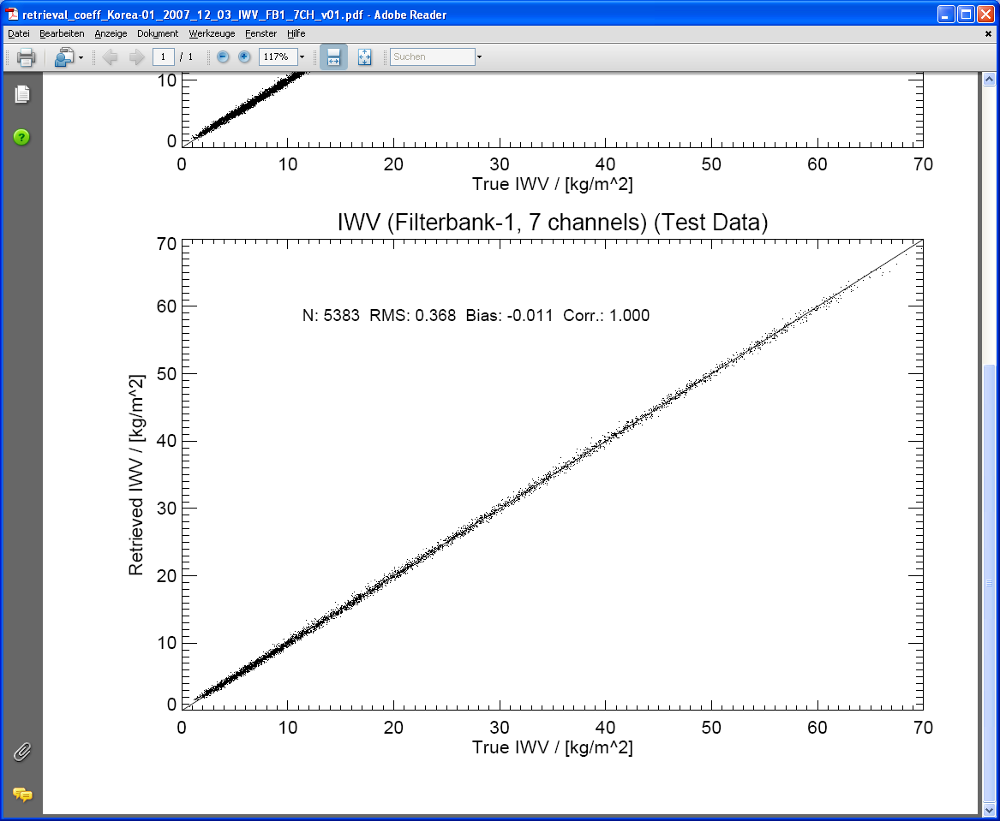 retrieval_coeff_Korea-01_2007_12_03_IWV_FB1_7CH_v01.pdf - Adobe Reader
Datei Bearbeiten Anzeige Dokument Werkzeuge Fenster Hilfe
1 / 1 117% Suchen
10
0
0 10 20 30 40 50 60 70
True IWV / [kg/m^2]
IWV (Filterbank-1, 7 channels) (Test Data)
70
60
N: 5383 RMS: 0.368 Bias: -0.011 Corr.: 1.000
50
40
30
20
10
0
Retrieved IWV / [kg/m^2]
0 10 20 30 40 50 60 70
True IWV / [kg/m^2]